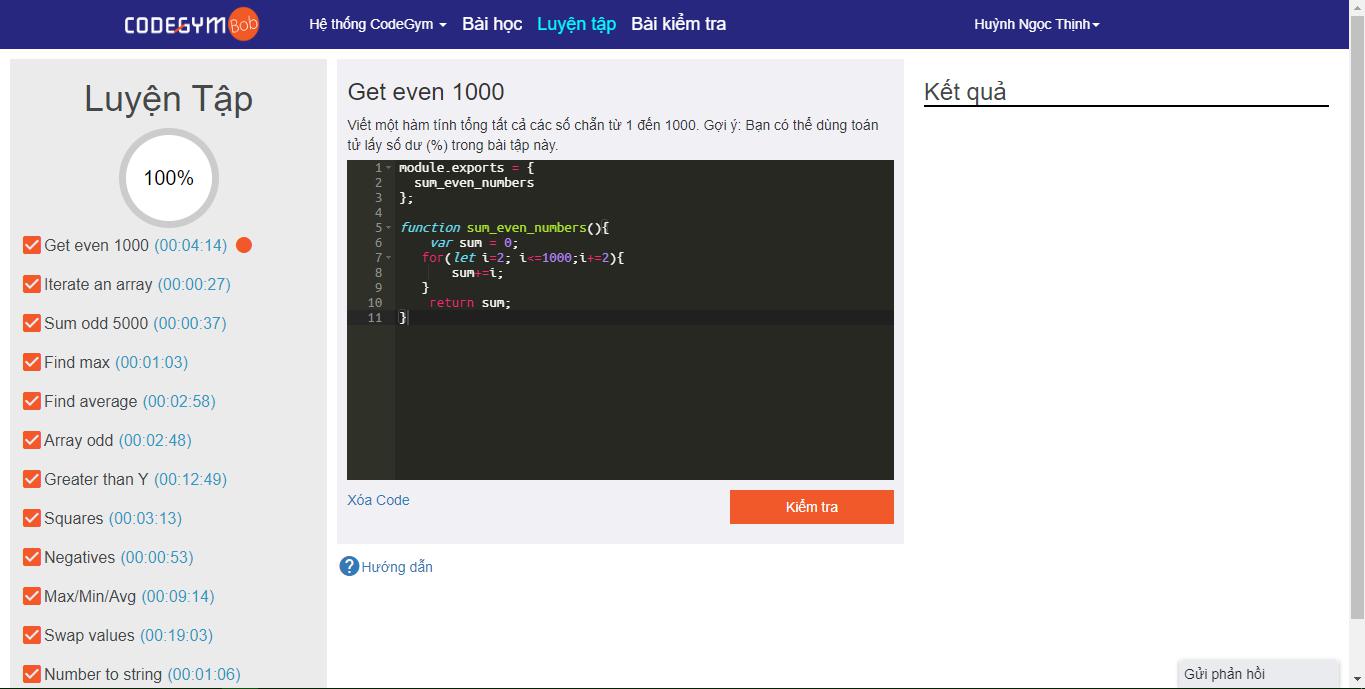 CODEGYM Bob
Hệ thống CodeGym
Bài học
Luyện tập
Bài kiểm tra
Huỳnh Ngọc Thịnh
Luyện Tập
100%
Get even 1000 (00:04:14)
Iterate an array (00:00:27)
Sum odd 5000 (00:00:37)
Find max (00:01:03)
Find average (00:02:58)
Array odd (00:02:48)
Greater than Y (00:12:49)
Squares (00:03:13)
Negatives (00:00:53)
Max/Min/Avg (00:09:14)
Swap values (00:19:03)
Number to string (00:01:06)
Get even 1000
Viết một hàm tính tổng tất cả các số chẵn từ 1 đến 1000. Gợi ý: Bạn có thể dùng toán
tử lấy số dư (%) trong bài tập này.
1 module.exports = {
2 sum_even_numbers
3 };
4
5 function sum_even_numbers(){
6 var sum = 0;
7 for(let i=2; i<=1000;i+=2){
8 sum+=i;
9 }
10 return sum;
11 }
Xóa Code
Kiểm tra
? Hướng dẫn
Kết quả
Gửi phản hồi